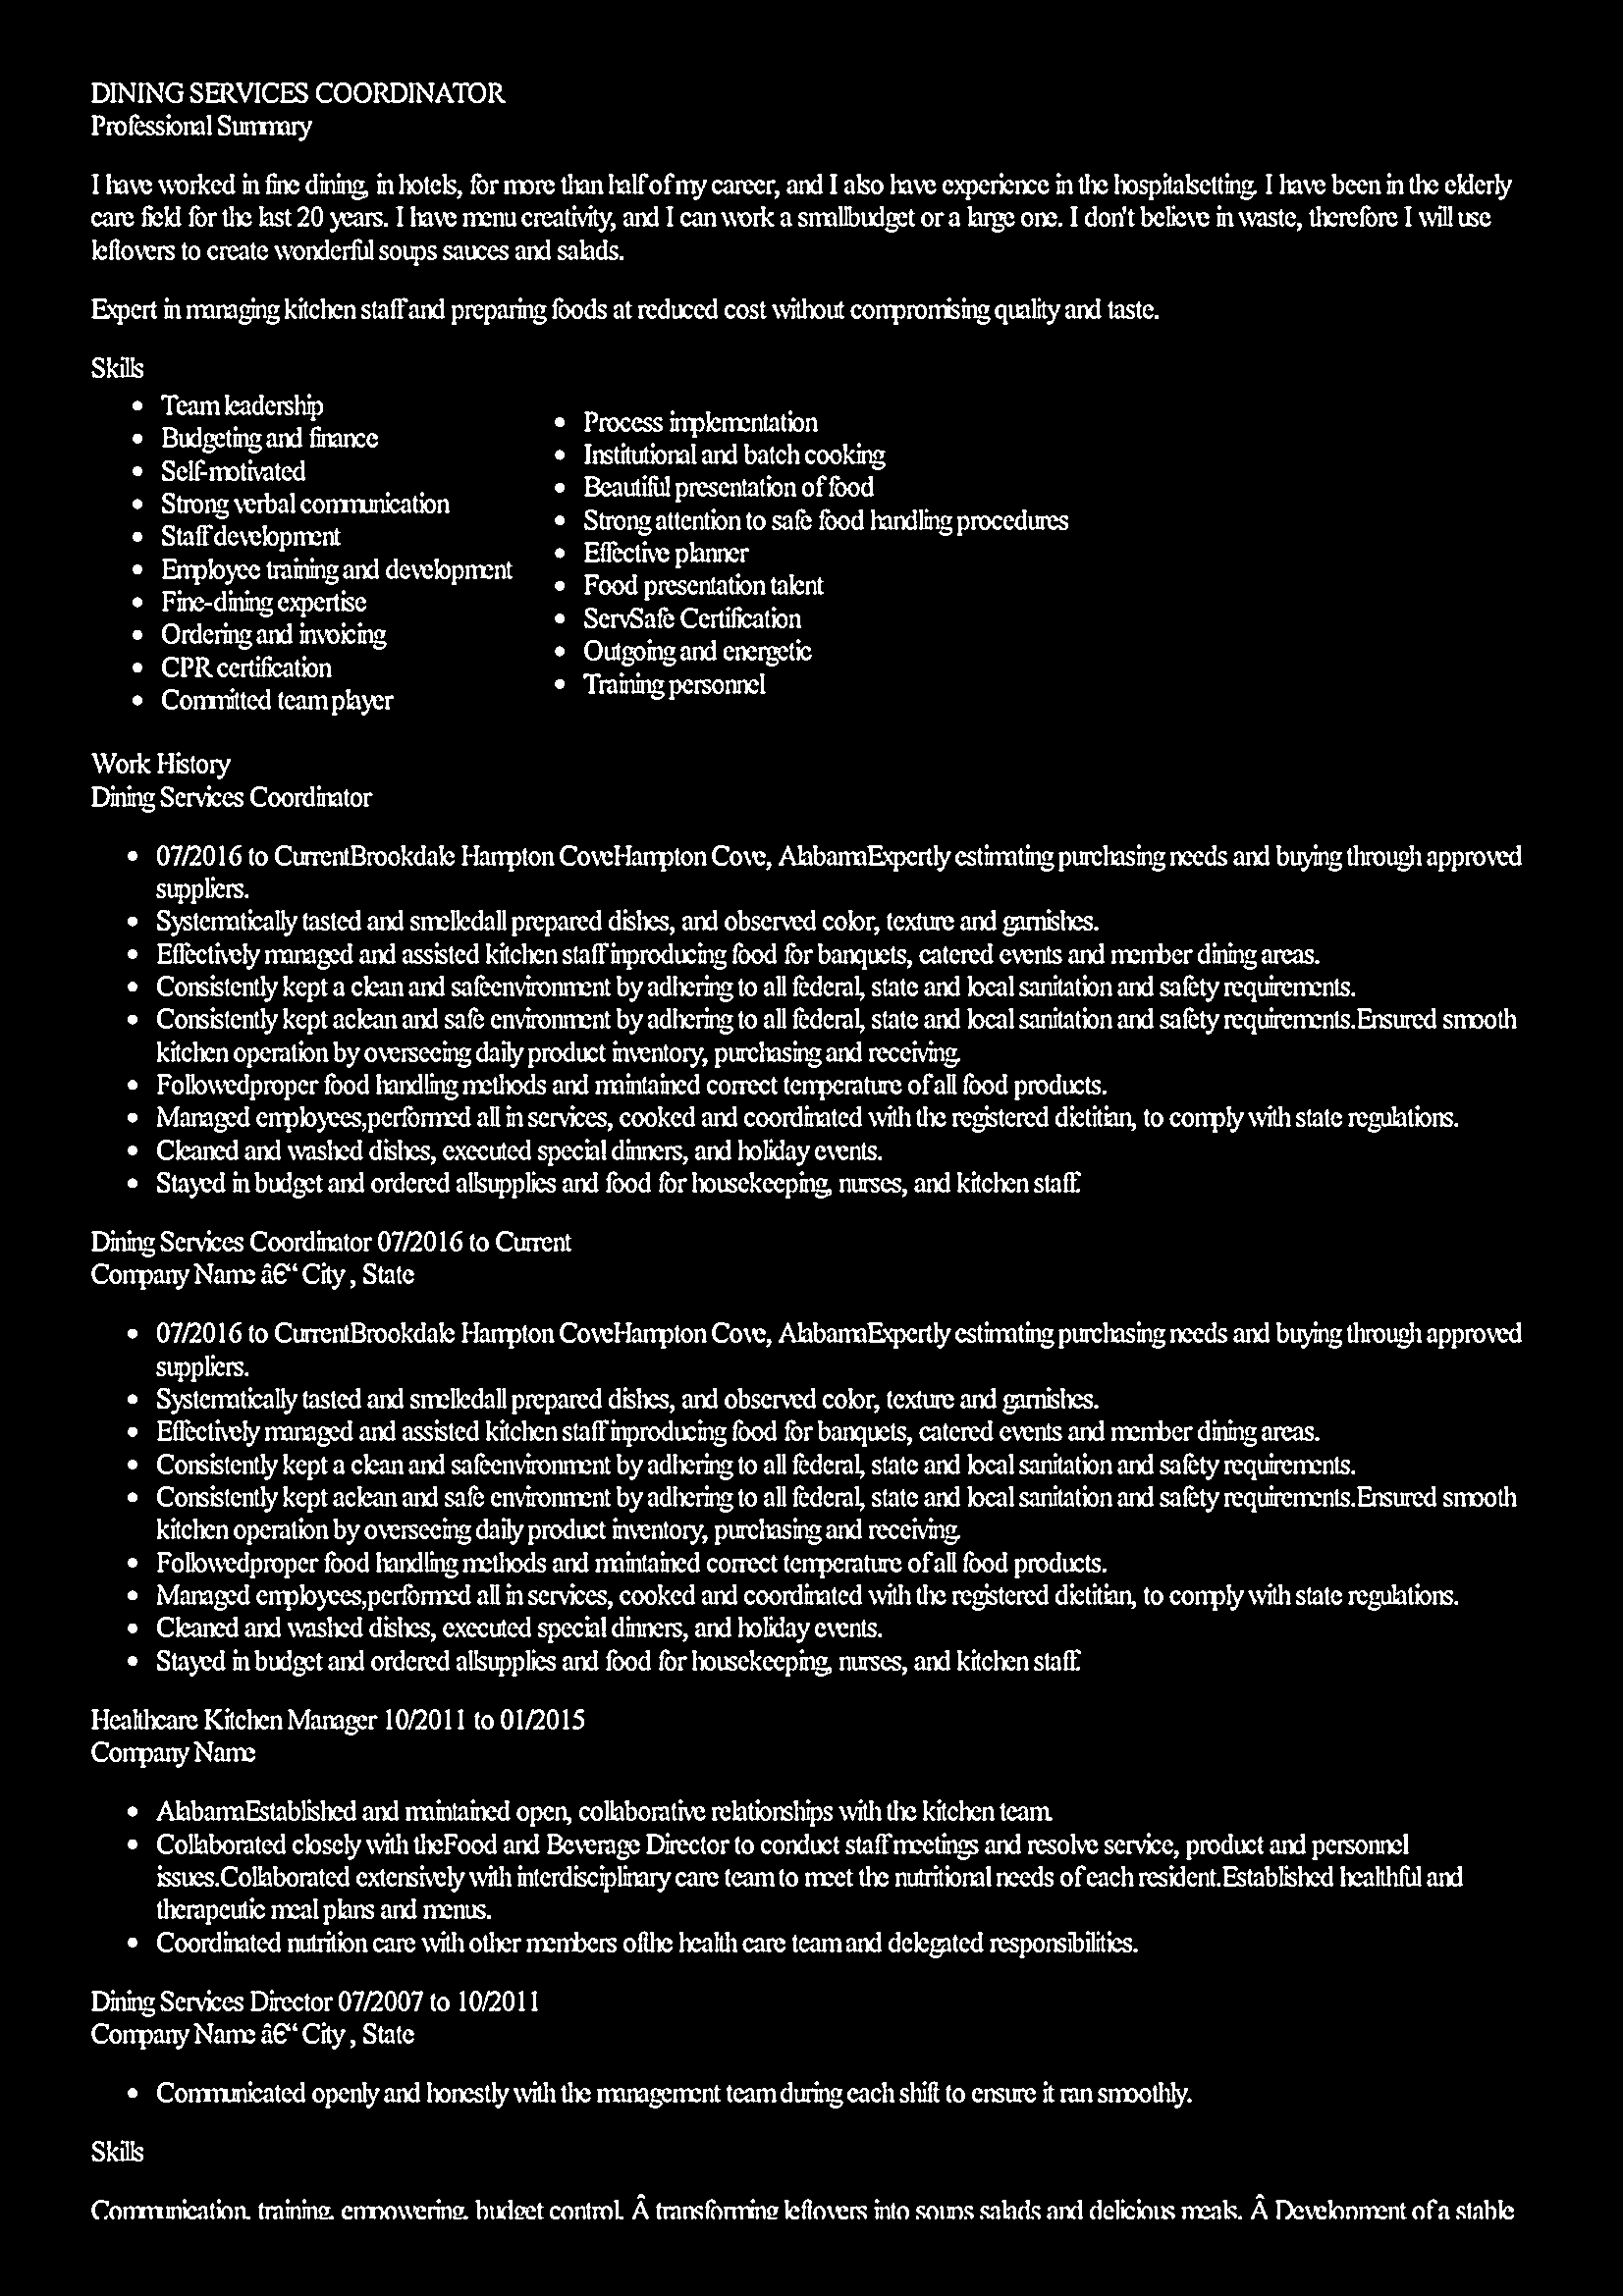 DINING SERVICES COORDINATOR
Professional Summary
I have worked in fine dining, in hotels, for more than half of my career, and I also have experience in the hospitalsetting. I have been in the elderly
care field for the last 20 years. I have menu creativity, and I can work a smallbudget or a large one. I don't believe in waste, therefore I will use
leftovers to create wonderful soups sauces and salads.
Expert in managing kitchen staff and preparing foods at reduced cost without compromising quality and taste.
Skills
• Team leadership
• Budgeting and finance
• Self-motivated
• Strong verbal communication
• Staff development
• Employee training and development
• Fine-dining expertise
• Ordering and invoicing
• CPR certification
• Committed team player
• Process implementation
• Institutional and batch cooking
• Beautiful presentation of food
• Strong attention to safe food handling procedures
• Effective planner
• Food presentation talent
• ServSafe Certification
• Outgoing and energetic
• Training personnel
Work History
Dining Services Coordinator
• 07/2016 to CurrentBrookdale Hampton CoveHampton Cove, AlabamaExpertly estimating purchasing needs and buying through approved
suppliers.
• Systematically tasted and smelledall prepared dishes, and observed color, texture and garnishes.
• Effectively managed and assisted kitchen staff inproducing food for banquets, catered events and member dining areas.
• Consistently kept a clean and safeenvironment by adhering to all federal, state and local sanitation and safety requirements.
• Consistently kept aclean and safe environment by adhering to all federal, state and local sanitation and safety requirements.Ensured smooth
kitchen operation by overseeing daily product inventory, purchasing and receiving.
• Followedproper food handling methods and maintained correct temperature of all food products.
• Managed employees,performed all in services, cooked and coordinated with the registered dietitian, to comply with state regulations.
• Cleaned and washed dishes, executed special dinners, and holiday events.
• Stayed in budget and ordered allsupplies and food for housekeeping, nurses, and kitchen staff.
Dining Services Coordinator 07/2016 to Current
Company Name â€“ City , State
• 07/2016 to CurrentBrookdale Hampton CoveHampton Cove, AlabamaExpertly estimating purchasing needs and buying through approved
suppliers.
• Systematically tasted and smelledall prepared dishes, and observed color, texture and garnishes.
• Effectively managed and assisted kitchen staff inproducing food for banquets, catered events and member dining areas.
• Consistently kept a clean and safeenvironment by adhering to all federal, state and local sanitation and safety requirements.
• Consistently kept aclean and safe environment by adhering to all federal, state and local sanitation and safety requirements.Ensured smooth
kitchen operation by overseeing daily product inventory, purchasing and receiving.
• Followedproper food handling methods and maintained correct temperature of all food products.
• Managed employees,performed all in services, cooked and coordinated with the registered dietitian, to comply with state regulations.
• Cleaned and washed dishes, executed special dinners, and holiday events.
• Stayed in budget and ordered allsupplies and food for housekeeping, nurses, and kitchen staff.
Healthcare Kitchen Manager 10/2011 to 01/2015
Company Name
• AlabamaEstablished and maintained open, collaborative relationships with the kitchen team.
• Collaborated closely with theFood and Beverage Director to conduct staff meetings and resolve service, product and personnel
issues.Collaborated extensively with interdisciplinary care team to meet the nutritional needs of each resident.Established healthful and
therapeutic meal plans and menus.
• Coordinated nutrition care with other members ofthe health care team and delegated responsibilities.
Dining Services Director 07/2007 to 10/2011
Company Name â€“ City , State
• Communicated openly and honestly with the management team during each shift to ensure it ran smoothly.
Skills
Communication, training, empowering, budget control. Â transforming leftovers into soups salads and delicious meals. Â Development of a stable